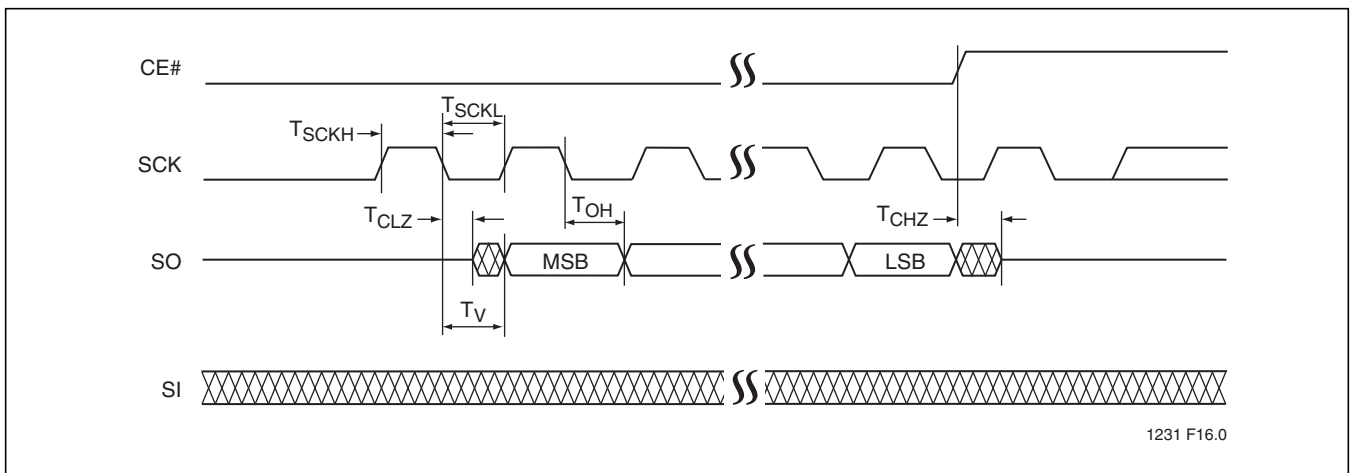 CE#
TSCKH
TSCKL
SCK
TCLZ
TOH
TCHZ
SO
MSB
LSB
TV
SI
1231 F16.0